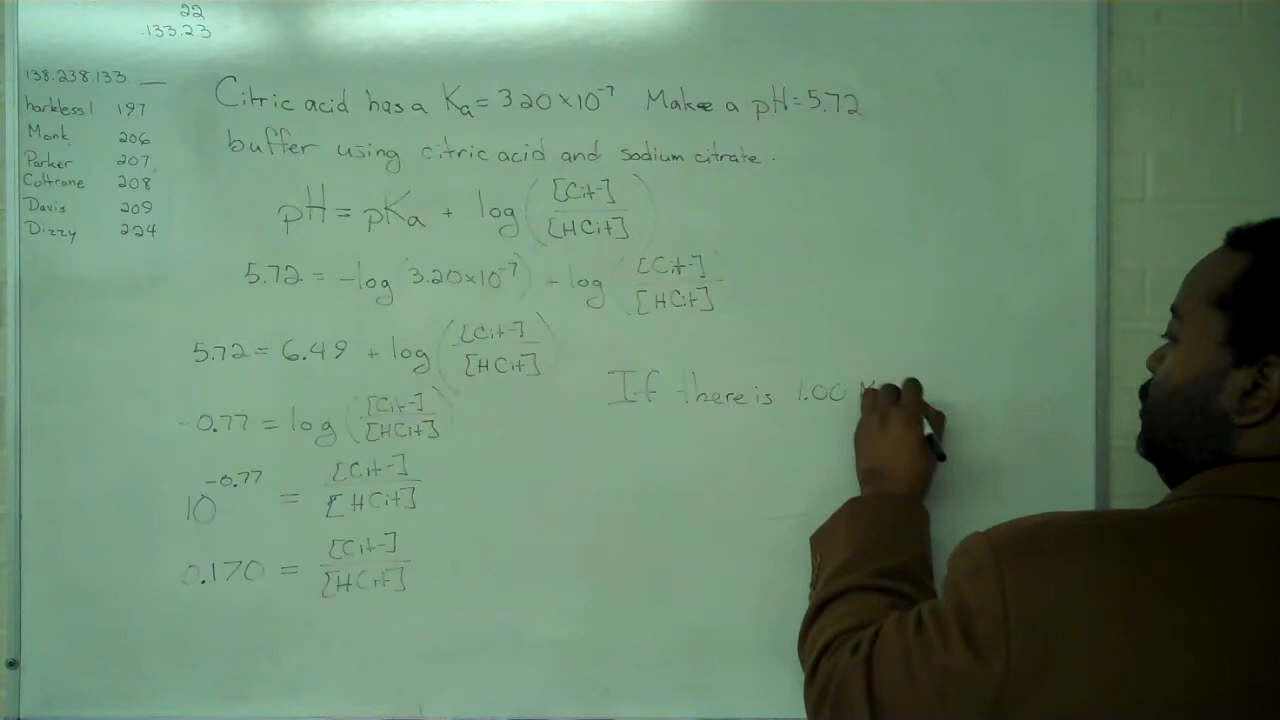 22
.133.23
138.238.133 __
harkless1 197
Monk 206
Parker 207
Coltrane 208
Davis 209
Dizzy 224
Citric acid has a Ka = 3.20 × 10⁻⁷ Make a pH = 5.72
buffer using citric acid and sodium citrate.
pH = pKa + log ([Cit-]/[HCit])
5.72 = -log (3.20×10⁻⁷) + log [Cit-]/[HCit]
5.72 = 6.49 + log ([Cit-]/[HCit])
-0.77 = log ([Cit-]/[HCit])
10^-0.77 = [Cit-]/[HCit]
0.170 = [Cit-]/[HCit]
If there is 1.00